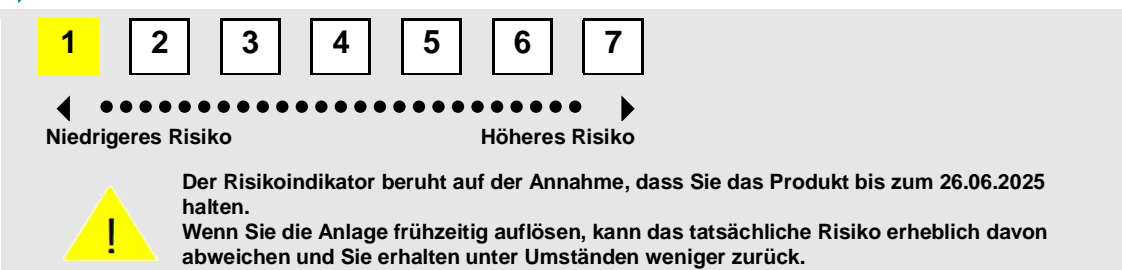 1 2 3 4 5 6 7
Niedrigeres Risiko Höheres Risiko
Der Risikoindikator beruht auf der Annahme, dass Sie das Produkt bis zum 26.06.2025
halten.
Wenn Sie die Anlage frühzeitig auflösen, kann das tatsächliche Risiko erheblich davon
abweichen und Sie erhalten unter Umständen weniger zurück.
!